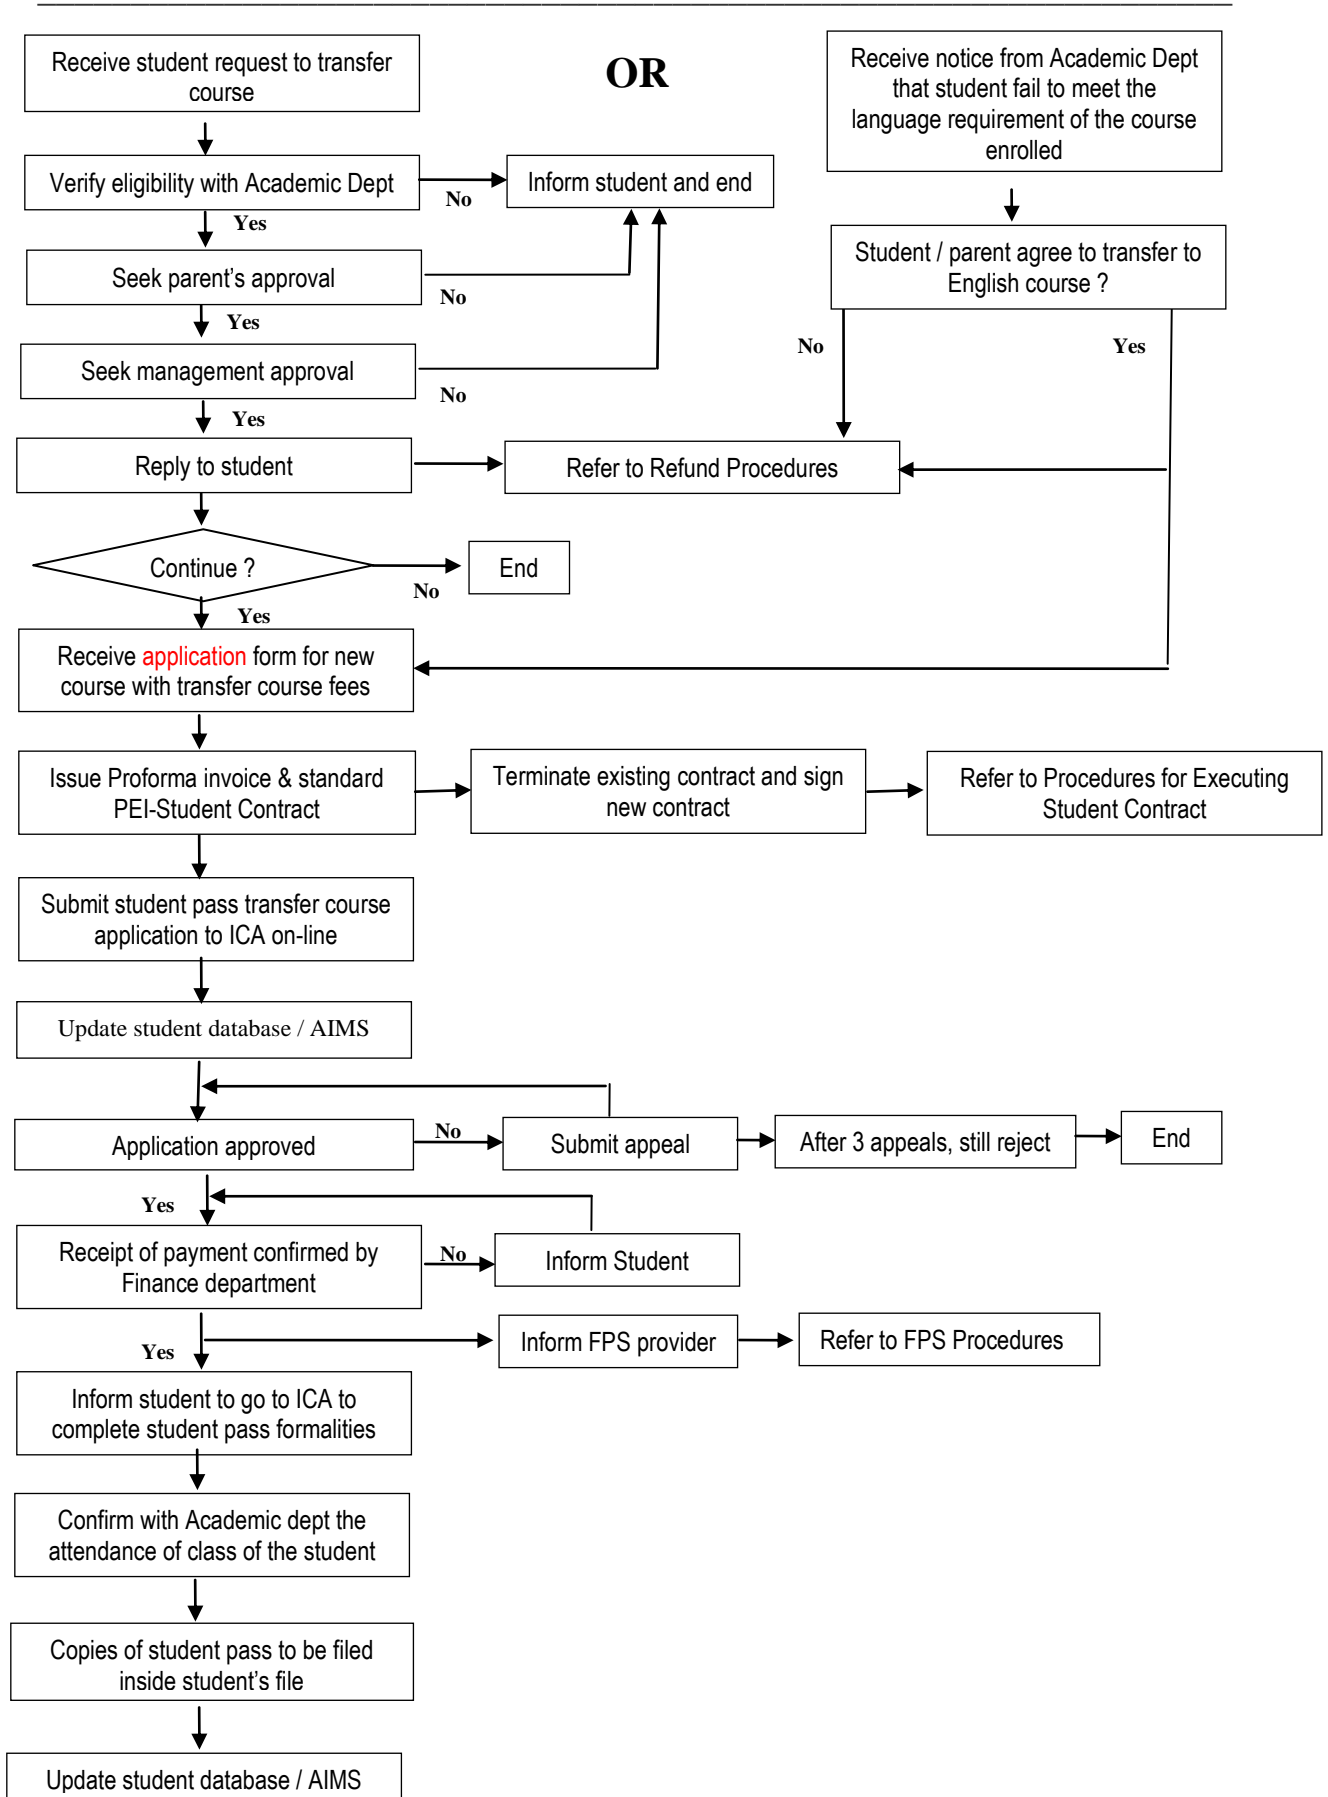 Receive student request to transfer
course
OR
Receive notice from Academic Dept
that student fail to meet the
language requirement of the course
enrolled
Verify eligibility with Academic Dept
No
Inform student and end
Yes
Seek parent's approval
No
Student / parent agree to transfer to
English course ?
Yes
Seek management approval
No
No
Yes
Yes
Reply to student
Refer to Refund Procedures
Continue ?
No
End
Yes
Receive application form for new
course with transfer course fees
Issue Proforma invoice & standard
PEI-Student Contract
Terminate existing contract and sign
new contract
Refer to Procedures for Executing
Student Contract
Submit student pass transfer course
application to ICA on-line
Update student database / AIMS
Application approved
No
Submit appeal
After 3 appeals, still reject
End
Yes
Receipt of payment confirmed by
Finance department
No
Inform Student
Yes
Inform FPS provider
Refer to FPS Procedures
Inform student to go to ICA to
complete student pass formalities
Confirm with Academic dept the
attendance of class of the student
Copies of student pass to be filed
inside student's file
Update student database / AIMS